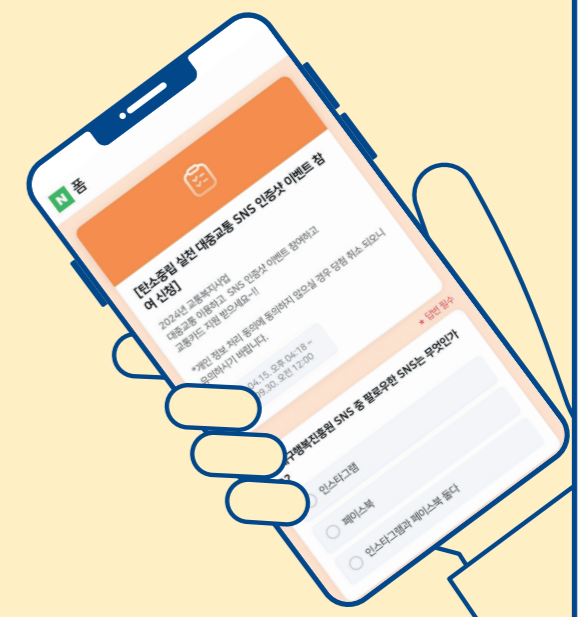 N 폼
[탄소중립 실천 대중교통 SNS 인증샷 이벤트 참
여 신청]
2024년 교통복지사업
대중교통 이용하고, SNS 인증샷 이벤트 참여하고
교통카드 지원 받으세요~!!
*개인 정보 처리 동의에 동의하지 않으실 경우 당첨 취소 되오니
유의하시기 바랍니다.
04.15. 오후 04:18 ~
09.30. 오전 12:00
★ 답변 필수
구행복진흥원 SNS 중 팔로우한 SNS는 무엇인가
?
인스타그램
페이스북
인스타그램과 페이스북 둘다